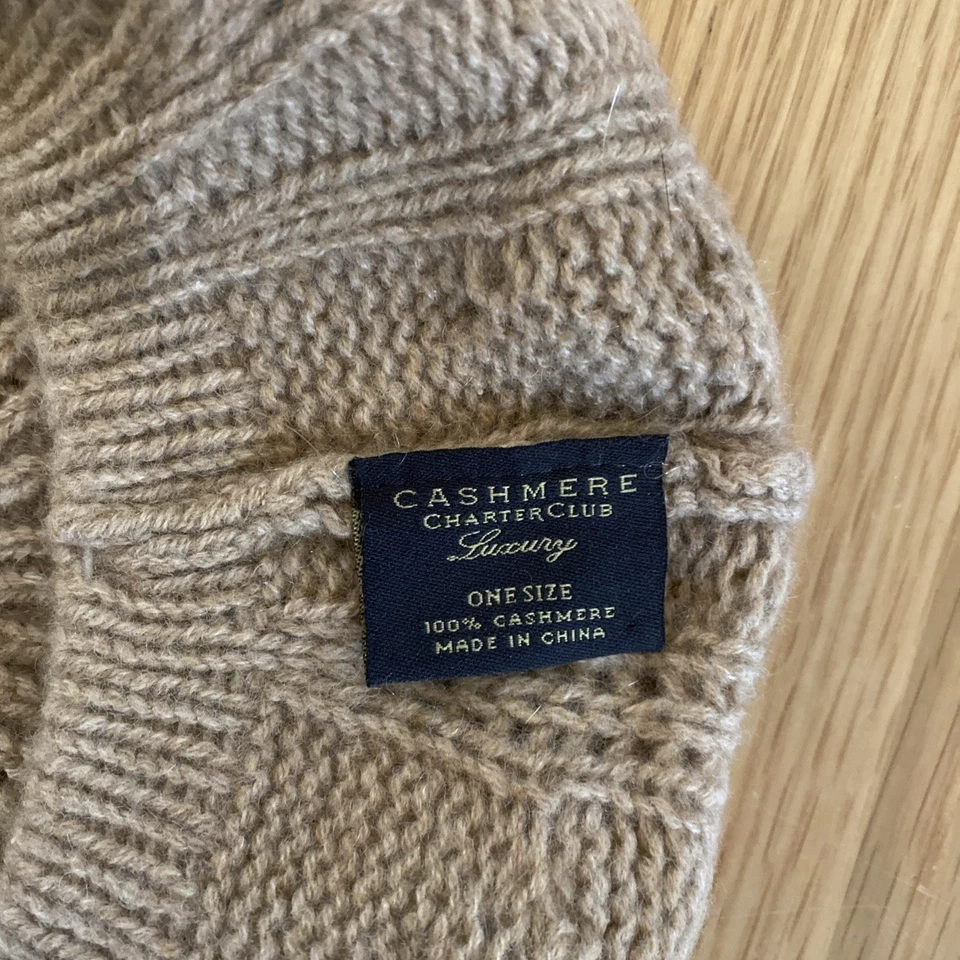 CASHMERE
CHARTERCLUB
Luxury
ONE SIZE
100% CASHMERE
MADE IN CHINA